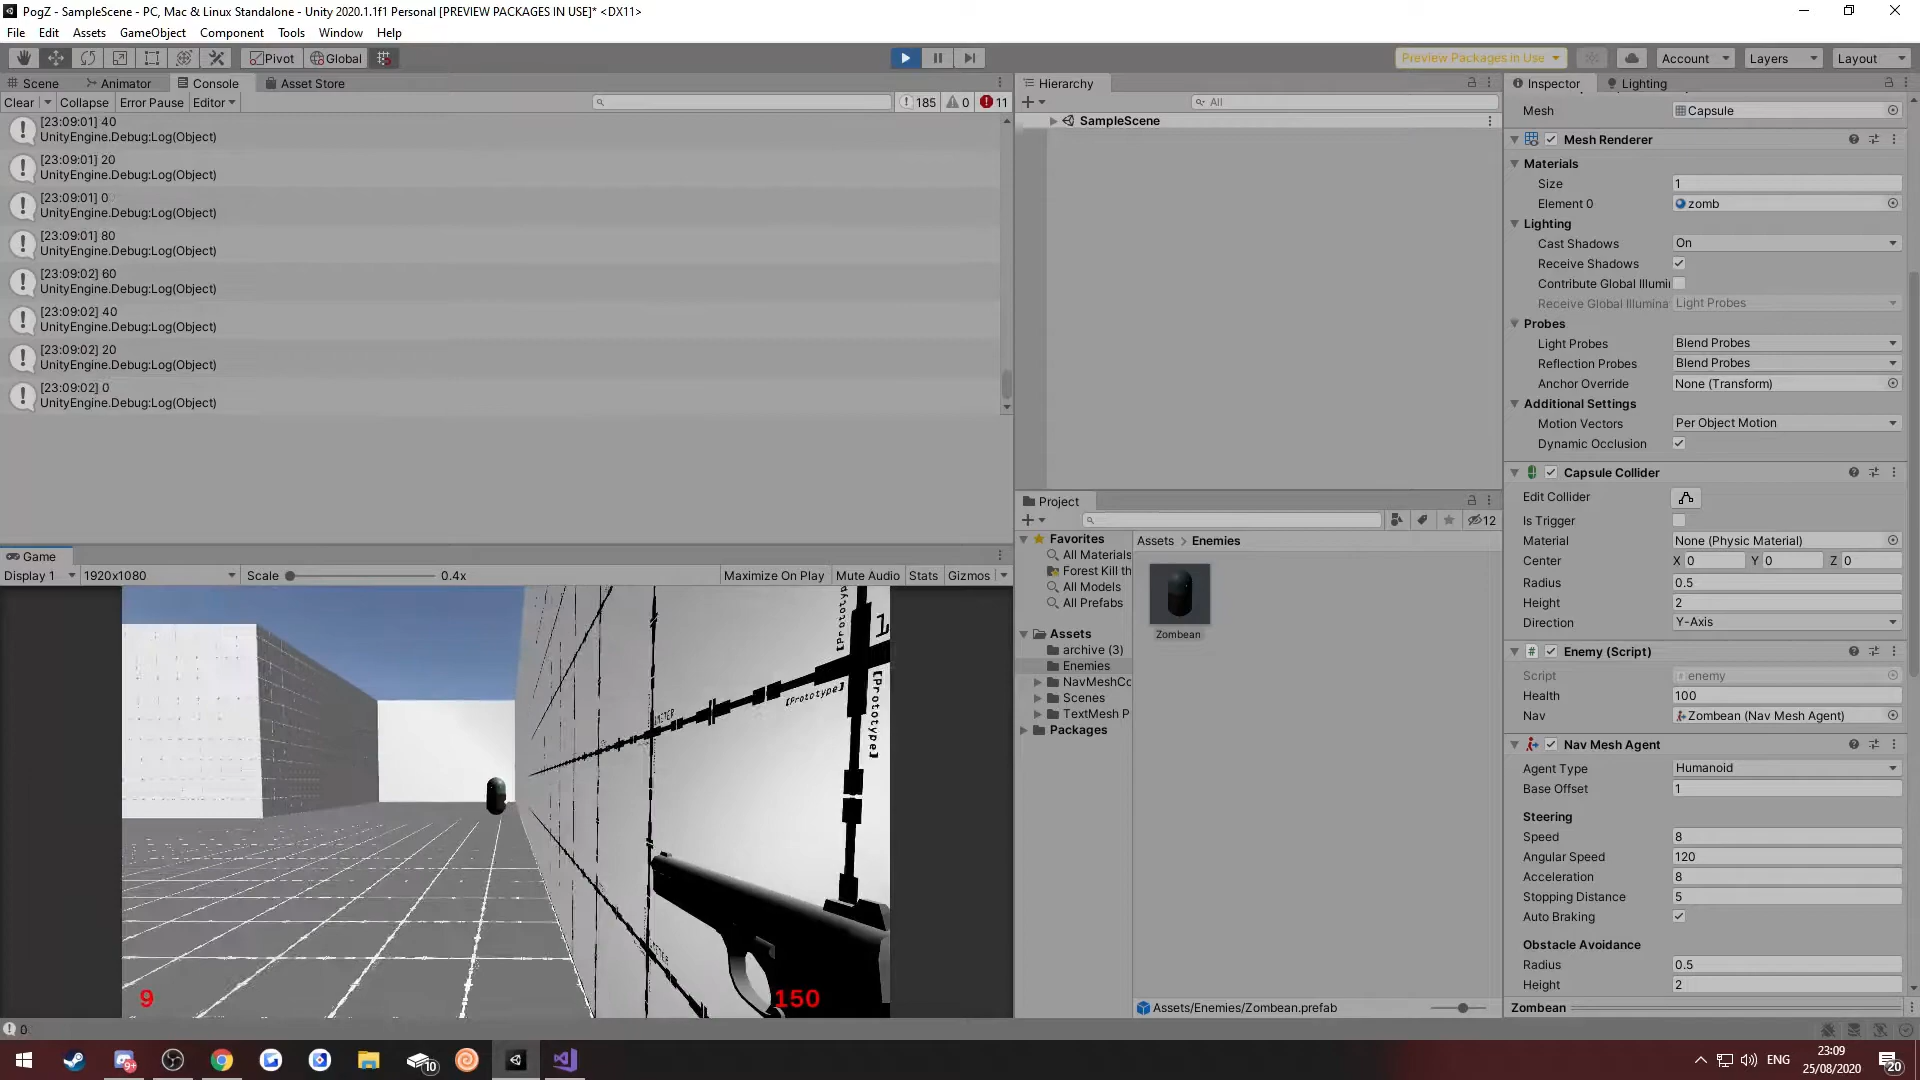 PogZ - SampleScene - PC, Mac & Linux Standalone - Unity 2020.1.1f1 Personal [PREVIEW PACKAGES IN USE]* <DX11>
File Edit Assets GameObject Component Tools Window Help
Pivot Global Preview Packages in Use Account Layers Layout
Scene Animator Console Asset Store
Clear Collapse Error Pause Editor 185 0 11
[23:09:01] 40
UnityEngine.Debug:Log(Object)
[23:09:01] 20
UnityEngine.Debug:Log(Object)
[23:09:01] 0
UnityEngine.Debug:Log(Object)
[23:09:01] 80
UnityEngine.Debug:Log(Object)
[23:09:02] 60
UnityEngine.Debug:Log(Object)
[23:09:02] 40
UnityEngine.Debug:Log(Object)
[23:09:02] 20
UnityEngine.Debug:Log(Object)
[23:09:02] 0
UnityEngine.Debug:Log(Object)
Game
Display 1 1920x1080 Scale 0.4x Maximize On Play Mute Audio Stats Gizmos
[Prototype]
[Prototype]
9 150
0
Hierarchy
All
SampleScene
Project
12
Favorites
All Materials
Forest Kill th
All Models
All Prefabs
Assets
archive (3)
Enemies
NavMeshCo
Scenes
TextMesh P
Packages
Assets > Enemies
Zombean
Assets/Enemies/Zombean.prefab
Inspector Lighting
Mesh Capsule
Mesh Renderer
Materials
Size 1
Element 0 zomb
Lighting
Cast Shadows On
Receive Shadows
Contribute Global Illumi
Receive Global Illumina Light Probes
Probes
Light Probes Blend Probes
Reflection Probes Blend Probes
Anchor Override None (Transform)
Additional Settings
Motion Vectors Per Object Motion
Dynamic Occlusion
Capsule Collider
Edit Collider
Is Trigger
Material None (Physic Material)
Center X 0 Y 0 Z 0
Radius 0.5
Height 2
Direction Y-Axis
Enemy (Script)
Script enemy
Health 100
Nav Zombean (Nav Mesh Agent)
Nav Mesh Agent
Agent Type Humanoid
Base Offset 1
Steering
Speed 8
Angular Speed 120
Acceleration 8
Stopping Distance 5
Auto Braking
Obstacle Avoidance
Radius 0.5
Height 2
Zombean
9+ 10 ENG 23:09
25/08/2020 20